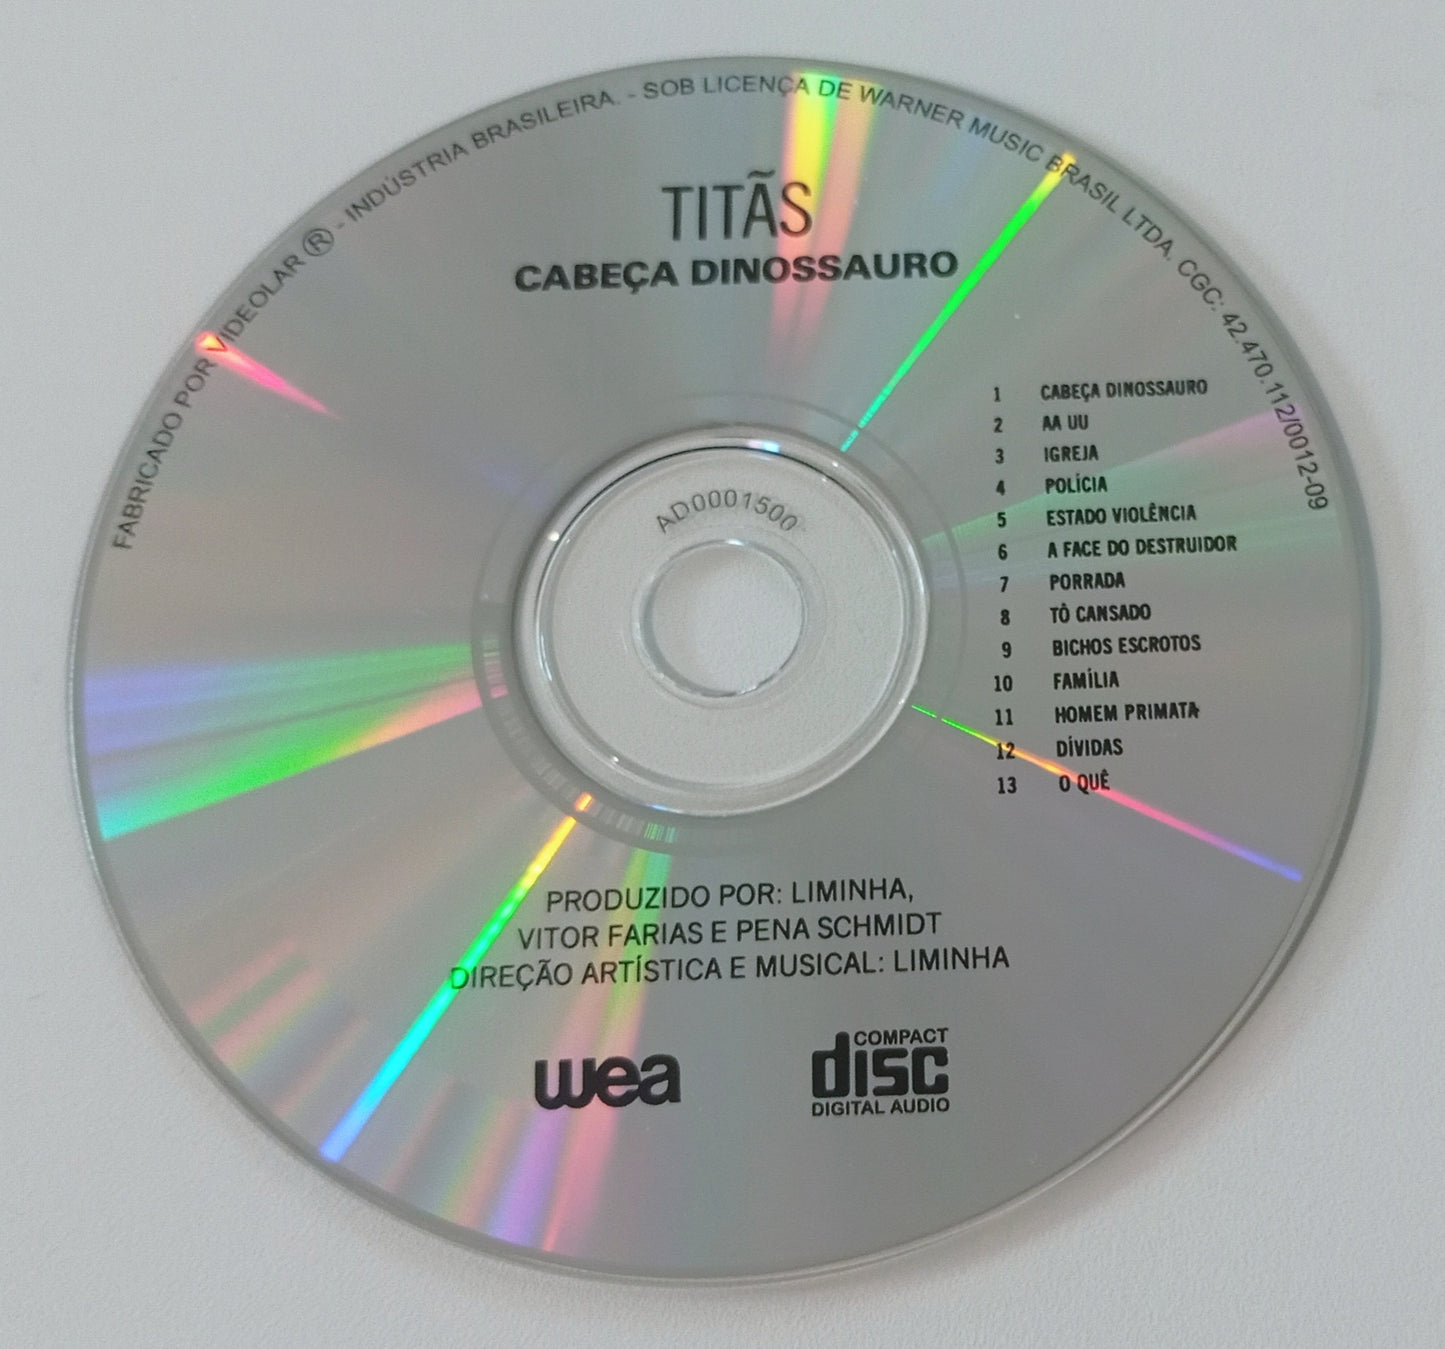 FABRICADO POR VIDEOLAR ® - INDÚSTRIA BRASILEIRA. - SOB LICENÇA DE WARNER MUSIC BRASIL LTDA. CGC: 42.470.112/0012-09
TITÃS
CABEÇA DINOSSAURO
1 CABEÇA DINOSSAURO
2 AA UU
3 IGREJA
4 POLÍCIA
5 ESTADO VIOLÊNCIA
6 A FACE DO DESTRUIDOR
7 PORRADA
8 TÔ CANSADO
9 BICHOS ESCROTOS
10 FAMÍLIA
11 HOMEM PRIMATA
12 DÍVIDAS
13 O QUÊ
AD0001500
PRODUZIDO POR: LIMINHA,
VITOR FARIAS E PENA SCHMIDT
DIREÇÃO ARTÍSTICA E MUSICAL: LIMINHA
wea
COMPACT
disc
DIGITAL AUDIO